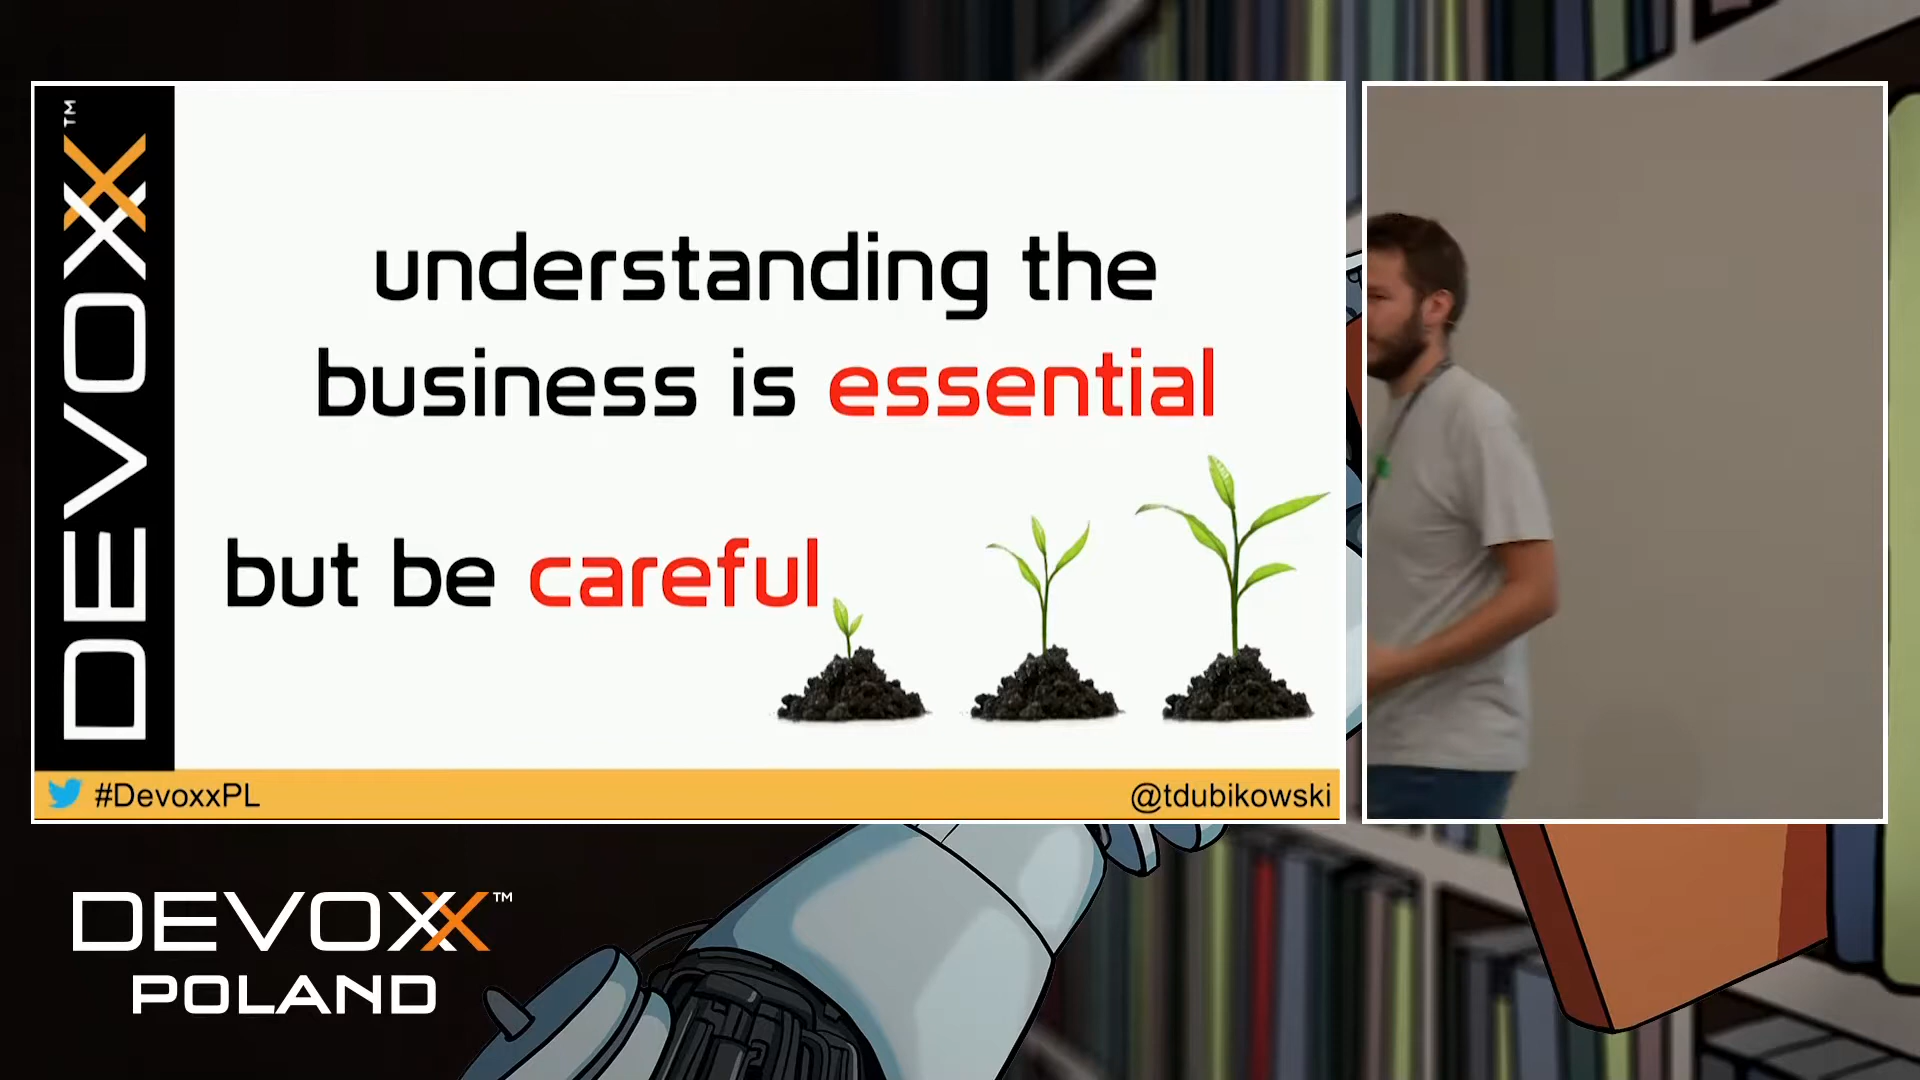 DEVOXX™
understanding the
business is essential
but be careful
#DevoxxPL
@tdubikowski
DEVOXX™
POLAND